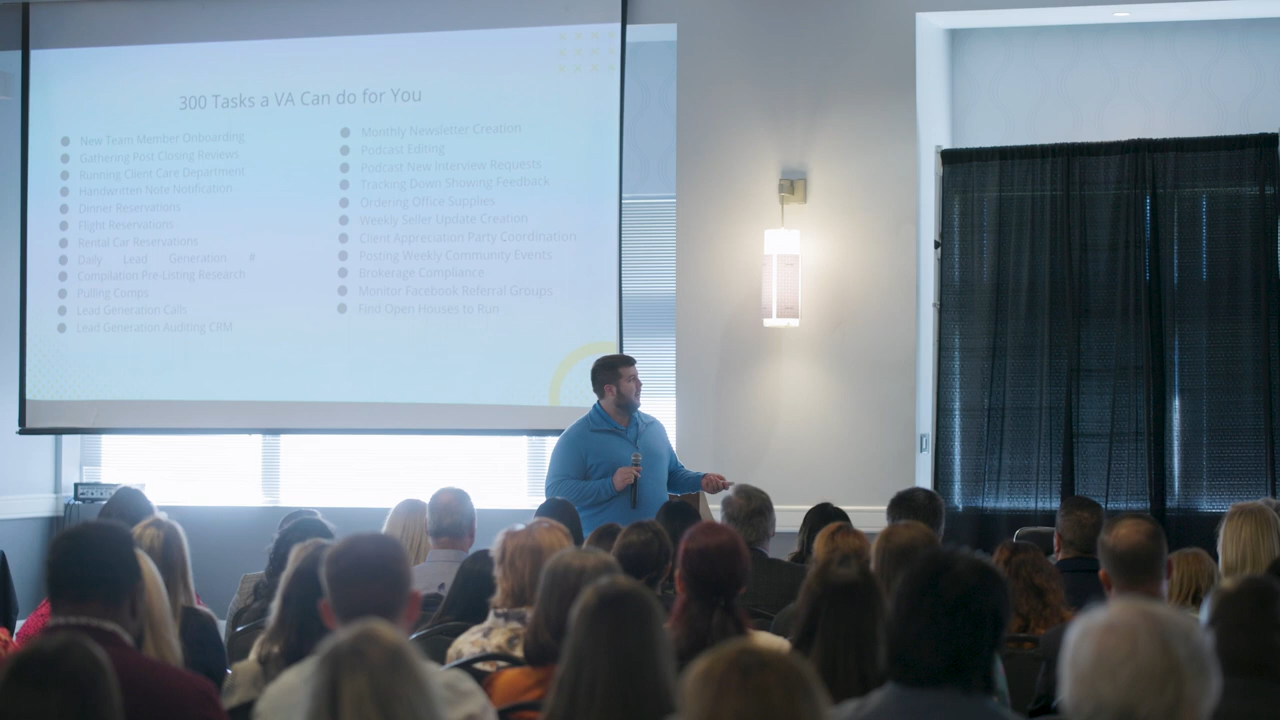 300 Tasks a VA Can do for You
New Team Member Onboarding
Gathering Post Closing Reviews
Running Client Care Department
Handwritten Note Notification
Dinner Reservations
Flight Reservations
Rental Car Reservations
Daily Lead Generation #
Compilation Pre-Listing Research
Pulling Comps
Lead Generation Calls
Lead Generation Auditing CRM
Monthly Newsletter Creation
Podcast Editing
Podcast New Interview Requests
Tracking Down Showing Feedback
Ordering Office Supplies
Weekly Seller Update Creation
Client Appreciation Party Coordination
Posting Weekly Community Events
Brokerage Compliance
Monitor Facebook Referral Groups
Find Open Houses to Run